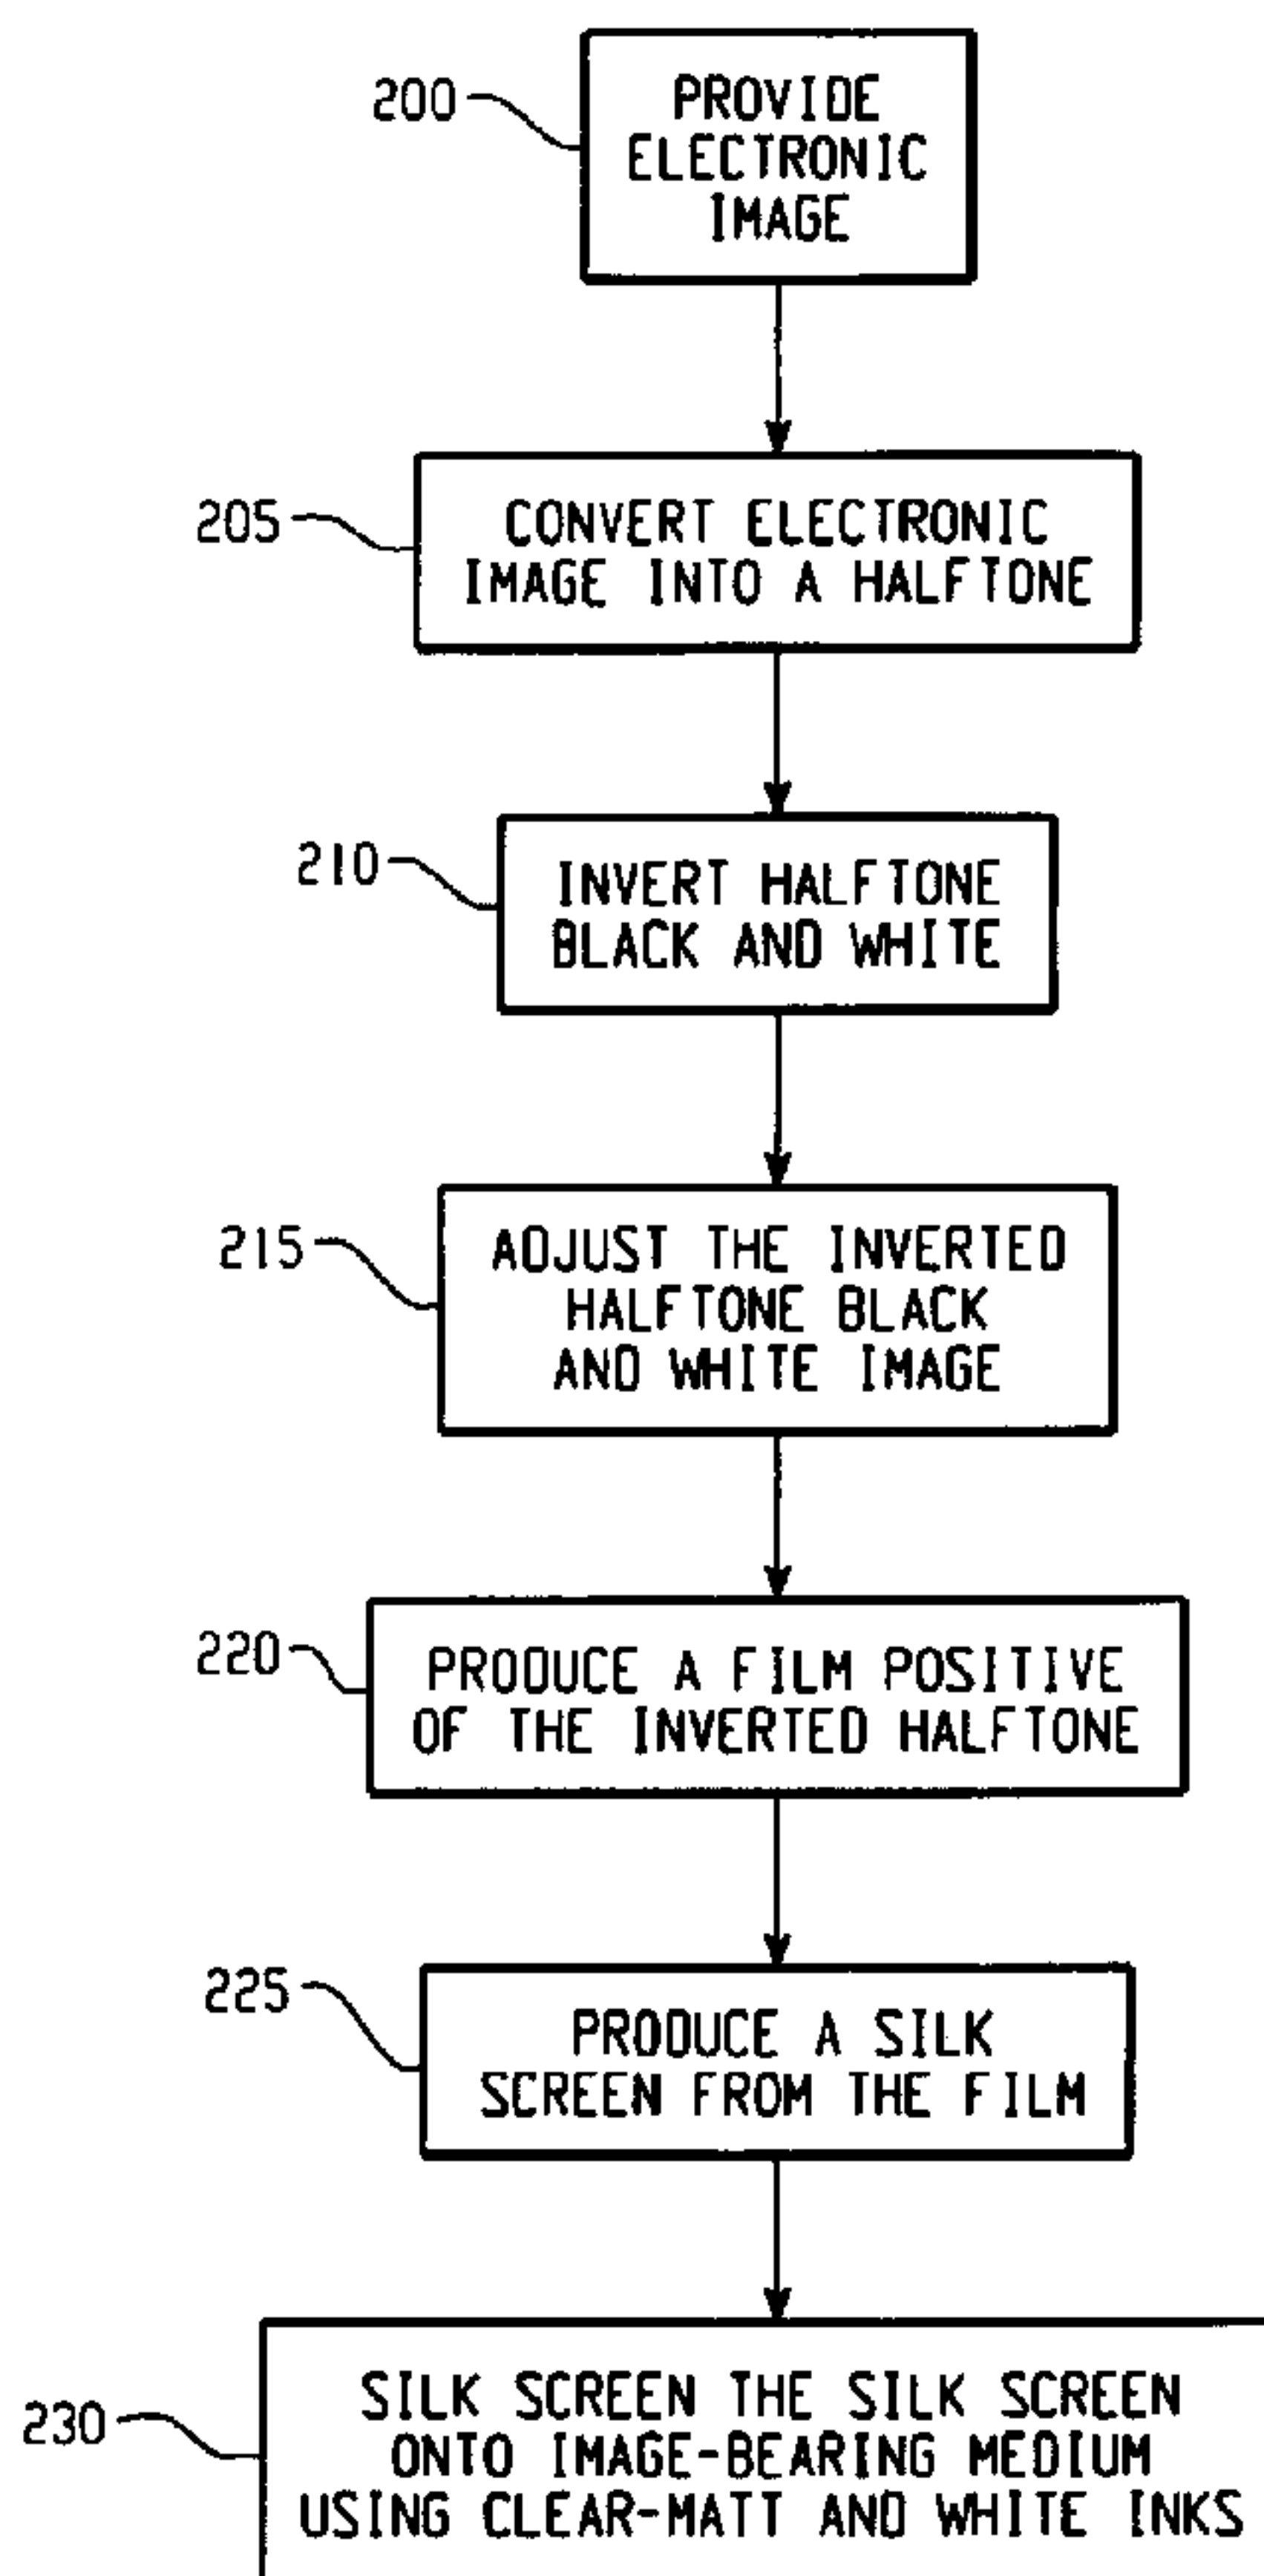 200
PROVIDE
ELECTRONIC
IMAGE
205
CONVERT ELECTRONIC
IMAGE INTO A HALFTONE
210
INVERT HALFTONE
BLACK AND WHITE
215
ADJUST THE INVERTED
HALFTONE BLACK
AND WHITE IMAGE
220
PRODUCE A FILM POSITIVE
OF THE INVERTED HALFTONE
225
PRODUCE A SILK
SCREEN FROM THE FILM
230
SILK SCREEN THE SILK SCREEN
ONTO IMAGE-BEARING MEDIUM
USING CLEAR-MATT AND WHITE INKS